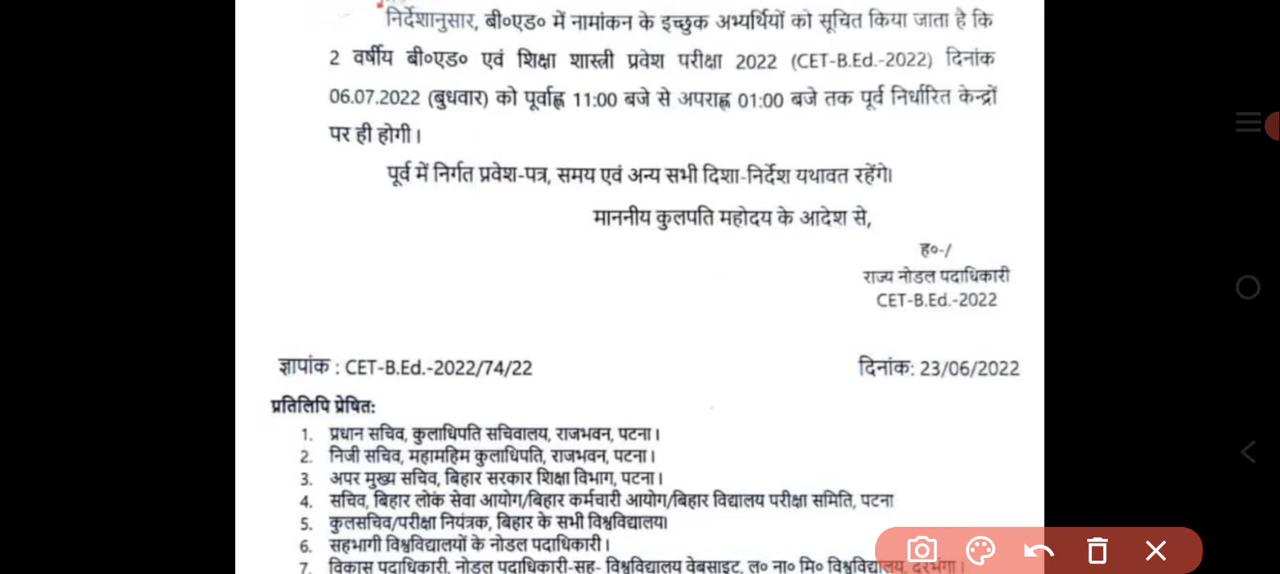 निर्देशानुसार, बी०एड० में नामांकन के इच्छुक अभ्यर्थियों को सूचित किया जाता है कि
2 वर्षीय बी०एड० एवं शिक्षा शास्त्री प्रवेश परीक्षा 2022 (CET-B.Ed.-2022) दिनांक
06.07.2022 (बुधवार) को पूर्वाह्न 11:00 बजे से अपराह्न 01:00 बजे तक पूर्व निर्धारित केन्द्रों
पर ही होगी।
पूर्व में निर्गत प्रवेश-पत्र, समय एवं अन्य सभी दिशा-निर्देश यथावत रहेंगे।
माननीय कुलपति महोदय के आदेश से,
ह०-/
राज्य नोडल पदाधिकारी
CET-B.Ed.-2022
ज्ञापांक : CET-B.Ed.-2022/74/22 दिनांक: 23/06/2022
प्रतिलिपि प्रेषित:
1. प्रधान सचिव, कुलाधिपति सचिवालय, राजभवन, पटना।
2. निजी सचिव, महामहिम कुलाधिपति, राजभवन, पटना।
3. अपर मुख्य सचिव, बिहार सरकार शिक्षा विभाग, पटना।
4. सचिव, बिहार लोक सेवा आयोग/बिहार कर्मचारी आयोग/बिहार विद्यालय परीक्षा समिति, पटना
5. कुलसचिव/परीक्षा नियंत्रक, बिहार के सभी विश्वविद्यालय।
6. सहभागी विश्वविद्यालयों के नोडल पदाधिकारी।
7. विकास पदाधिकारी, नोडल पदाधिकारी-सह- विश्वविद्यालय वेबसाइट, ल० ना० मि० विश्वविद्यालय, दरभंगा।